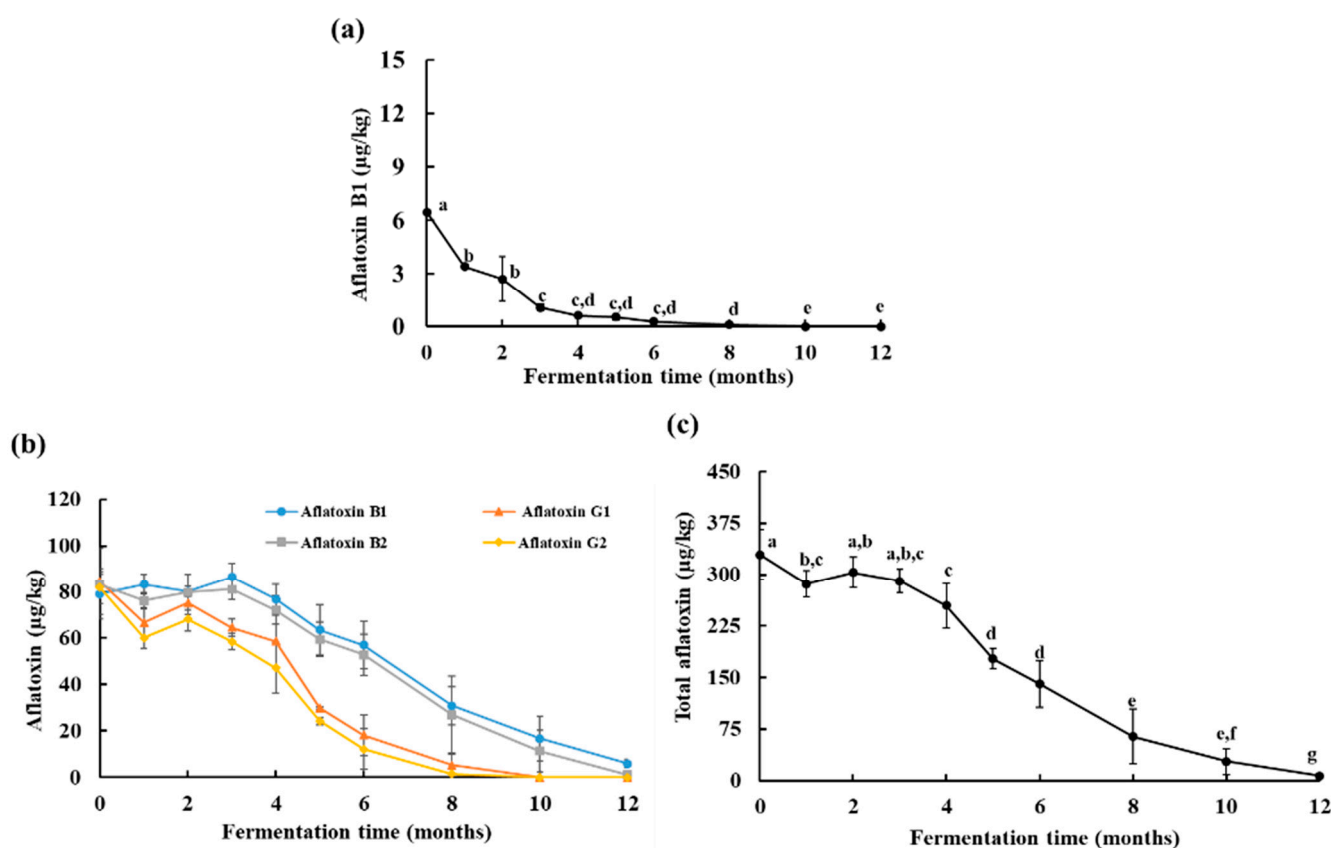 (a)
Aflatoxin B1 (µg/kg)
15
12
9
6
3
0
a
b
b
c
c,d
c,d
c,d
d
e
e
0 2 4 6 8 10 12
Fermentation time (months)
(b)
Aflatoxin (µg/kg)
120
100
80
60
40
20
0
Aflatoxin B1 Aflatoxin G1
Aflatoxin B2 Aflatoxin G2
0 2 4 6 8 10 12
Fermentation time (months)
(c)
Total aflatoxin (µg/kg)
450
375
300
225
150
75
0
a
b,c
a,b
a,b,c
c
d
d
e
e,f
g
0 2 4 6 8 10 12
Fermentation time (months)